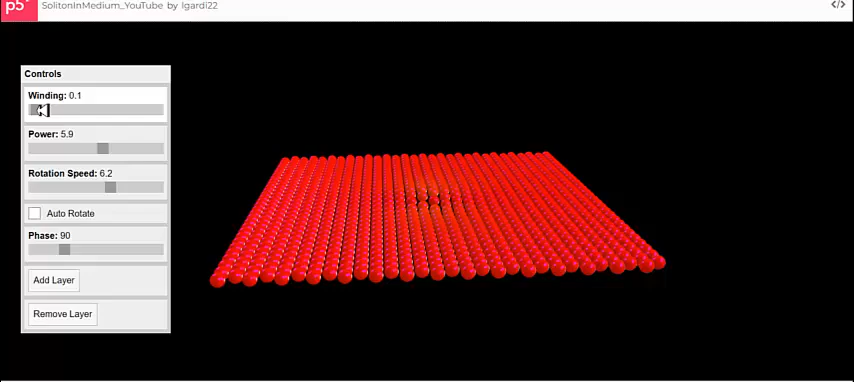 p5*
SolitonInMedium_YouTube by lgardi22
</>
Controls
Winding: 0.1
Power: 5.9
Rotation Speed: 6.2
Auto Rotate
Phase: 90
Add Layer
Remove Layer